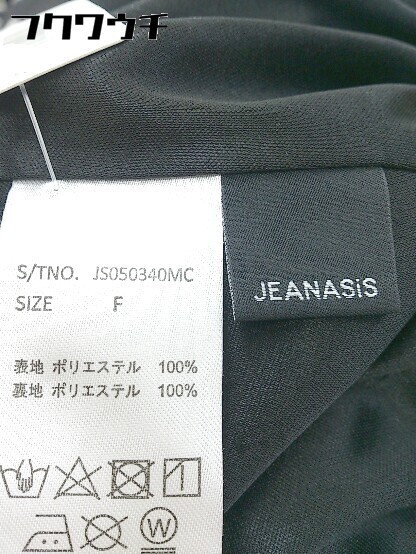 フクワウチ
S/TNO. JS050340MC
SIZE F
JEANASiS
表地 ポリエステル 100%
裏地 ポリエステル 100%
W